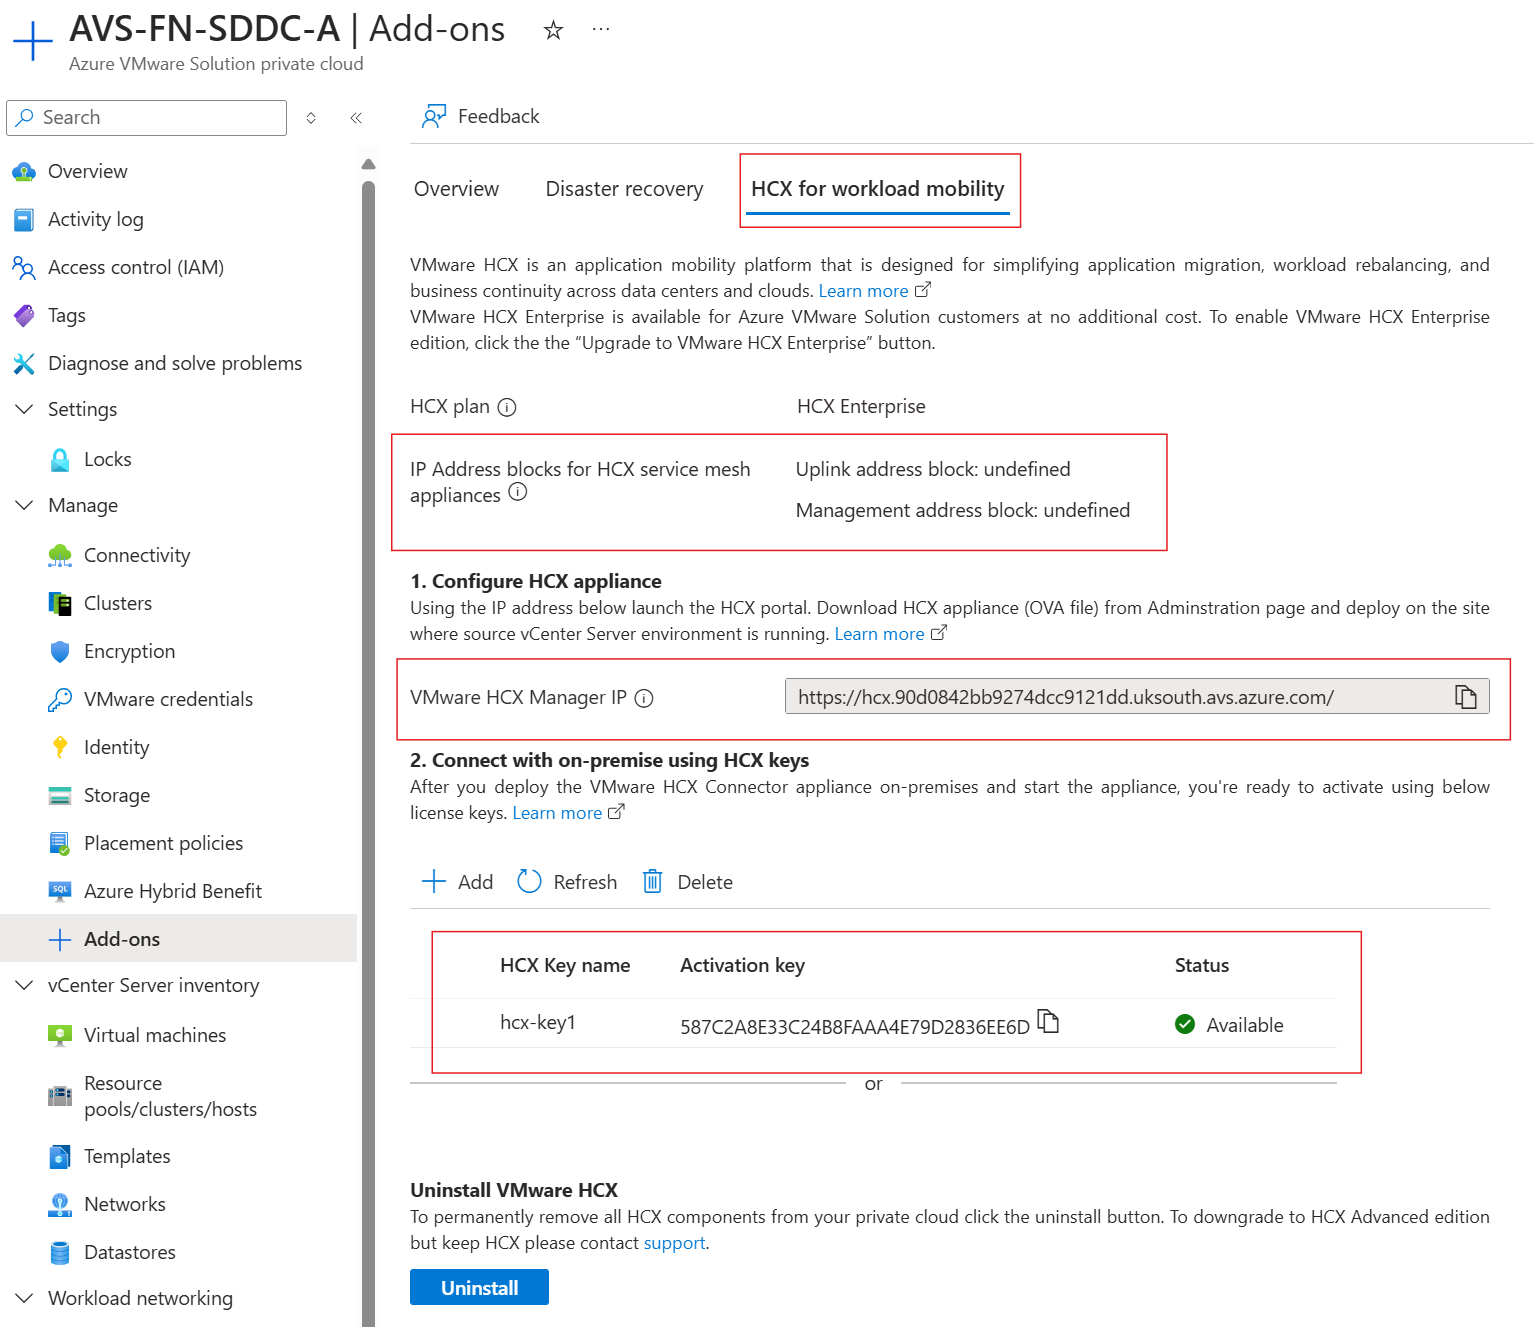 AVS-FN-SDDC-A | Add-ons
Azure VMware Solution private cloud
Search
Overview
Activity log
Access control (IAM)
Tags
Diagnose and solve problems
Settings
Locks
Manage
Connectivity
Clusters
Encryption
VMware credentials
Identity
Storage
Placement policies
SQL
Azure Hybrid Benefit
Add-ons
vCenter Server inventory
Virtual machines
Resource
pools/clusters/hosts
Templates
Networks
Datastores
Workload networking
Feedback
Overview
Disaster recovery
HCX for workload mobility
VMware HCX is an application mobility platform that is designed for simplifying application migration, workload rebalancing, and
business continuity across data centers and clouds. Learn more
VMware HCX Enterprise is available for Azure VMware Solution customers at no additional cost. To enable VMware HCX Enterprise
edition, click the the “Upgrade to VMware HCX Enterprise” button.
HCX plan
HCX Enterprise
IP Address blocks for HCX service mesh
appliances
Uplink address block: undefined
Management address block: undefined
1. Configure HCX appliance
Using the IP address below launch the HCX portal. Download HCX appliance (OVA file) from Adminstration page and deploy on the site
where source vCenter Server environment is running. Learn more
VMware HCX Manager IP
https://hcx.90d0842bb9274dcc9121dd.uksouth.avs.azure.com/
2. Connect with on-premise using HCX keys
After you deploy the VMware HCX Connector appliance on-premises and start the appliance, you're ready to activate using below
license keys. Learn more
Add
Refresh
Delete
HCX Key name
Activation key
Status
hcx-key1
587C2A8E33C24B8FAAA4E79D2836EE6D
Available
or
Uninstall VMware HCX
To permanently remove all HCX components from your private cloud click the uninstall button. To downgrade to HCX Advanced edition
but keep HCX please contact support.
Uninstall